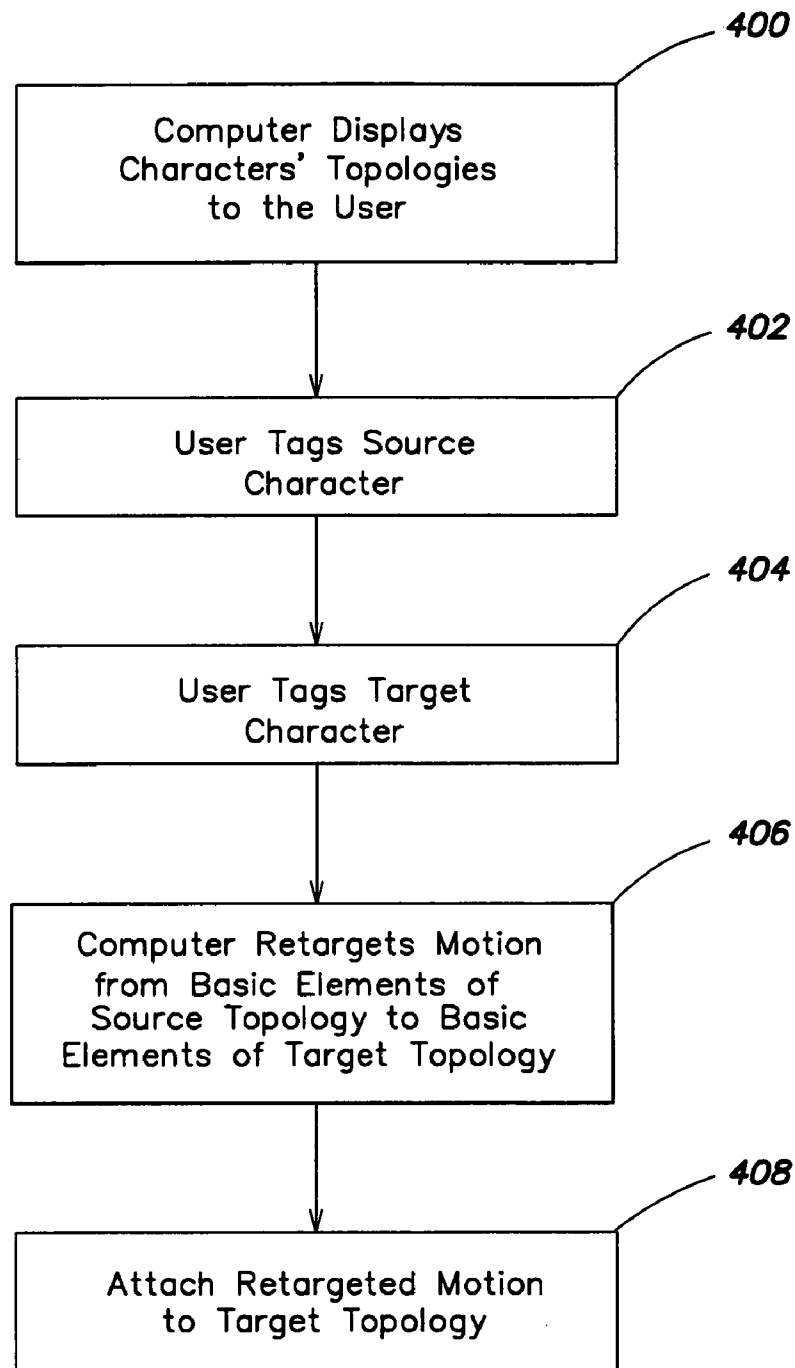 400
Computer Displays
Characters' Topologies
to the User
402
User Tags Source
Character
404
User Tags Target
Character
406
Computer Retargets Motion
from Basic Elements of
Source Topology to Basic
Elements of Target Topology
408
Attach Retargeted Motion
to Target Topology